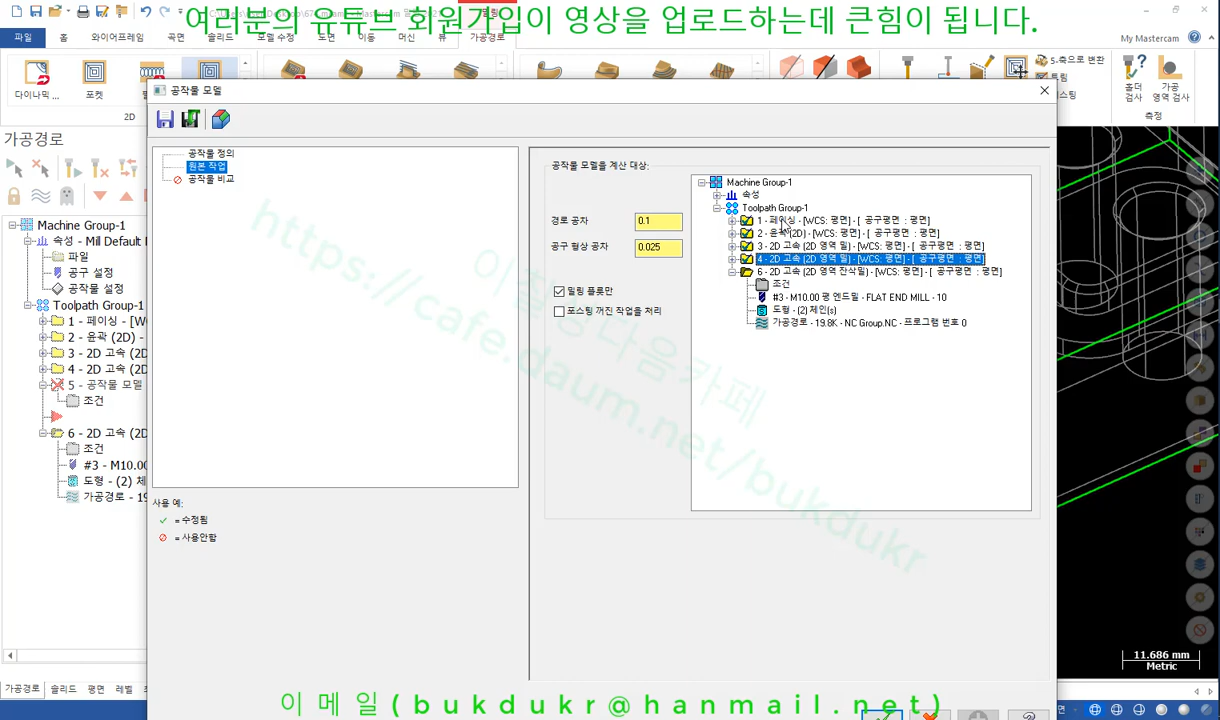 여러분의 유튜브 회원가입이 영상을 업로드하는데 큰힘이 됩니다.
파일 홈 와이어프레임 곡면 솔리드 모델 수정 도면 이동 머신 뷰 가공경로
My Mastercam
다이나믹 ... 포켓
5-축으로 변환
트림
홀더 검사
가공 영역 검사
2D
측정
가공경로
공작물 모델
공작물 정의
원본 작업
공작물 비교
사용 예:
= 수정됨
= 사용안함
공작물 모델을 계산 대상:
경로 공차 0.1
공구 형상 공차 0.025
밀링 플롯만
포스팅 꺼진 작업을 처리
Machine Group-1
속성
Toolpath Group-1
1 - 페이싱 - [WCS: 평면] - [ 공구평면 : 평면]
2 - 윤곽 (2D) - [WCS: 평면] - [ 공구평면 : 평면]
3 - 2D 고속 (2D 영역 밀) - [WCS: 평면] - [ 공구평면 : 평면]
4 - 2D 고속 (2D 영역 밀) - [WCS: 평면] - [ 공구평면 : 평면]
6 - 2D 고속 (2D 영역 잔삭밀) - [WCS: 평면] - [ 공구평면 : 평면]
조건
#3 - M10.00 평 엔드밀 - FLAT END MILL - 10
도형 - (2) 체인(s)
가공경로 - 19.8K - NC Group.NC - 프로그램 번호 0
Machine Group-1
속성 - Mill Default M
파일
공구 설정
공작물 설정
Toolpath Group-1
1 - 페이싱 - [W
2 - 윤곽 (2D) -
3 - 2D 고속 (2D
4 - 2D 고속 (2D
5 - 공작물 모델
조건
6 - 2D 고속 (2D
조건
#3 - M10.00
도형 - (2) 체
가공경로 - 19
가공경로 솔리드 평면 레벨
https://cafe.daum.net/bukdukr
11.686 mm
Metric
이 메 일 ( b u k d u k r @ h a n m a i l . n e t )